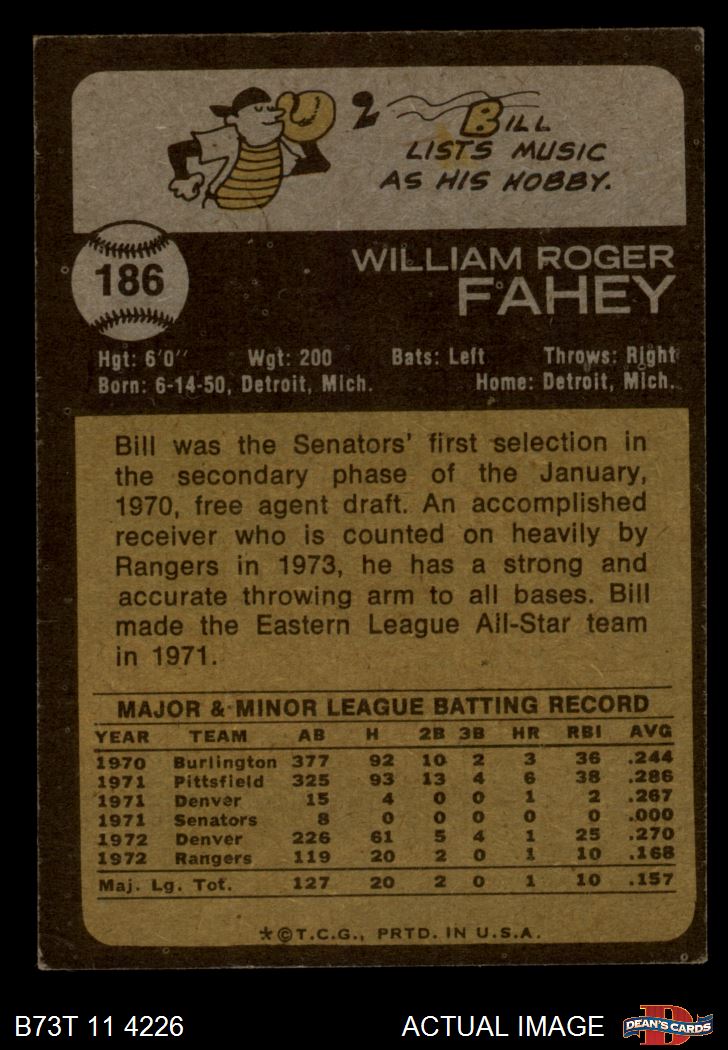 Bill
LISTS MUSIC
AS HIS HOBBY.
186
WILLIAM ROGER
FAHEY
Hgt: 6'0" Wgt: 200 Bats: Left Throws: Right
Born: 6-14-50, Detroit, Mich. Home: Detroit, Mich.
Bill was the Senators' first selection in
the secondary phase of the January,
1970, free agent draft. An accomplished
receiver who is counted on heavily by
Rangers in 1973, he has a strong and
accurate throwing arm to all bases. Bill
made the Eastern League All-Star team
in 1971.
MAJOR & MINOR LEAGUE BATTING RECORD
YEAR TEAM AB H 2B 3B HR RBI AVG
1970 Burlington 377 92 10 2 3 36 .244
1971 Pittsfield 325 93 13 4 6 38 .286
1971 Denver 15 4 0 0 1 2 .267
1971 Senators 8 0 0 0 0 0 .000
1972 Denver 226 61 5 4 1 25 .270
1972 Rangers 119 20 2 0 1 10 .168
Maj. Lg. Tot. 127 20 2 0 1 10 .157
*©T.C.G., PRTD. IN U.S.A.
B73T 11 4226 ACTUAL IMAGE DEAN'S CARDS